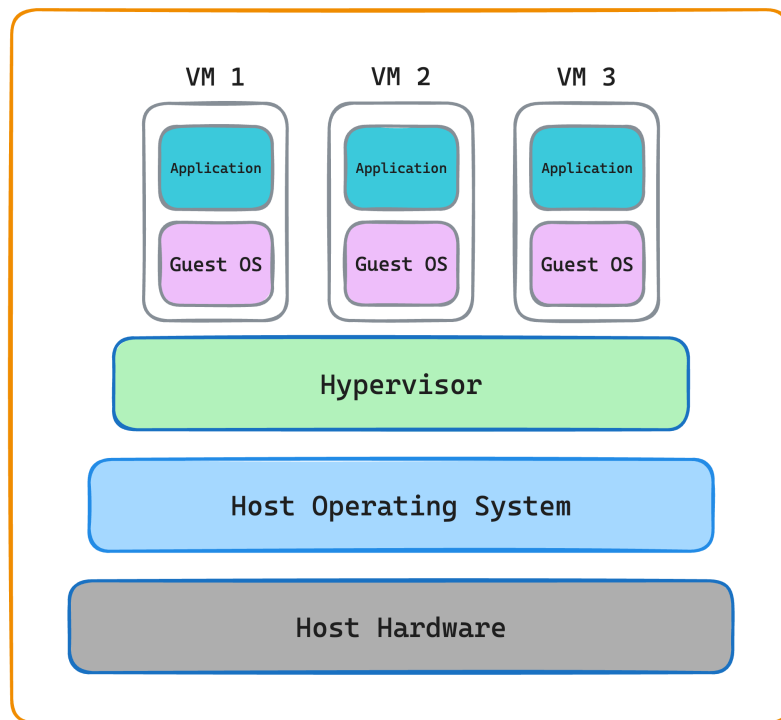 VM 1
VM 2
VM 3
Application
Application
Application
Guest OS
Guest OS
Guest OS
Hypervisor
Host Operating System
Host Hardware